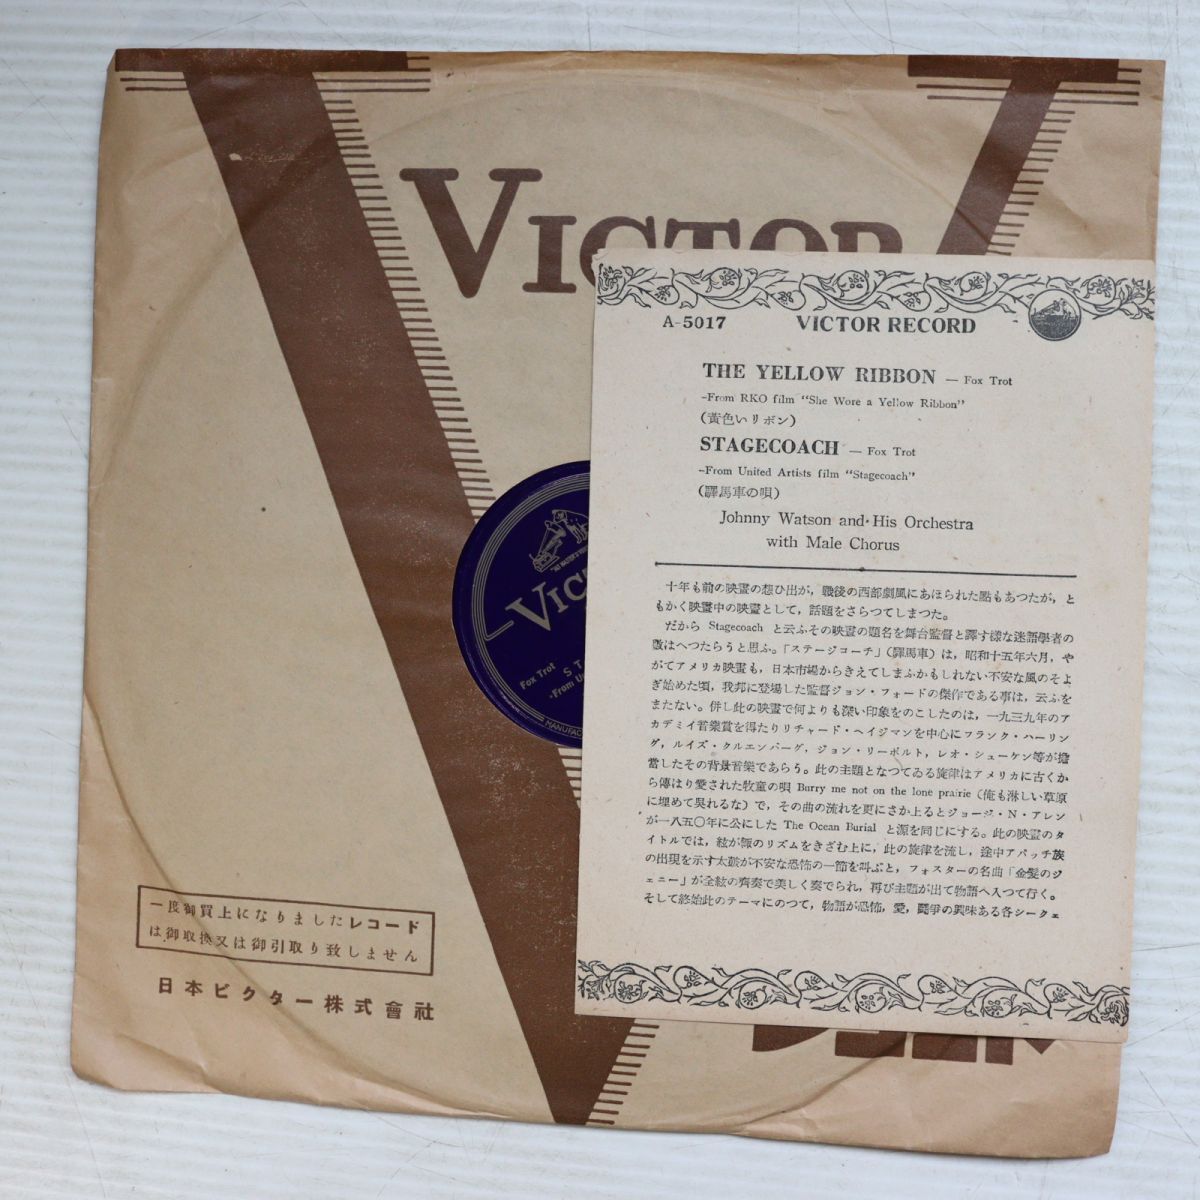 VICTOR
A-5017
VICTOR RECORD
THE YELLOW RIBBON — Fox Trot
-From RKO film "She Wore a Yellow Ribbon"
(黃色いリボン)
STAGECOACH — Fox Trot
-From United Artists film "Stagecoach"
(驛馬車の唄)
Johnny Watson and His Orchestra
with Male Chorus
十年も前の映畫の想ひ出が，戰後の西部劇風にあほられた點もあつたが，と
もかく映畫中の映畫として，話題をさらつてしまつた。
だから Stagecoach と云ふその映畫の題名を舞台監督と譯す樣な迷語學者の
數はへつたらうと思ふ。「ステージコーチ」(驛馬車)は，昭和十五年六月，や
がてアメリカ映畫も，日本市場からきえてしまふかもしれない不安な風のそよ
ぎ始めた頃，我邦に登場した監督ジョン・フォードの傑作である事は，云ふを
またない。併し此の映畫で何よりも深い印象をのこしたのは，一九三九年のア
カデミイ音樂賞を得たりリチャード・ヘイジマンを中心にフランク・ハーリン
グ，ルイズ・クルエンバーグ，ジョン・リーボルト，レオ・シューケン等が擔
當したその背景音樂であらう。此の主題となつてゐる旋律はアメリカに古くか
ら傳はり愛された牧童の唄 Burry me not on the lone prairie (俺も淋しい草原
に埋めて吳れるな)で，その曲の流れを更にさか上るとジョージ・N・アレン
が一八五〇年に公にした The Ocean Burial と源を同じにする。此の映畫のタ
イトルでは，絃が鞭のリズムをきざむ上に，此の旋律を流し，途中アパッチ族
の出現を示す太鼓が不安な恐怖の一節を叫ぶと，フォスターの名曲「金髮のジ
ェニー」が全絃の齊奏で美しく奏でられ，再び主題が出て物語へ入つて行く。
そして終始此のテーマにのつて，物語が恐怖，愛，鬪爭の興味ある各シークェ
VICT
Fox Trot
ST
-From Un
MANUFAC
一度御買上になりましたレコード
は御取換又は御引取り致しません
日本ビクター株式會社